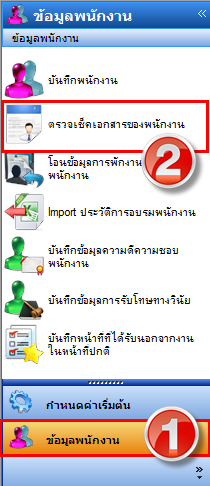 ข้อมูลพนักงาน
ข้อมูลพนักงาน
บันทึกพนักงาน
ตรวจเช็คเอกสารของพนักงาน
2
โอนข้อมูลการพักงาน
พนักงาน
Import ประวัติการอบรมพนักงาน
บันทึกข้อมูลความดีความชอบ
พนักงาน
บันทึกข้อมูลการรับโทษทางวินัย
บันทึกหน้าที่ที่ได้รับนอกจากงาน
ในหน้าที่ปกติ
กำหนดค่าเริ่มต้น
ข้อมูลพนักงาน
1